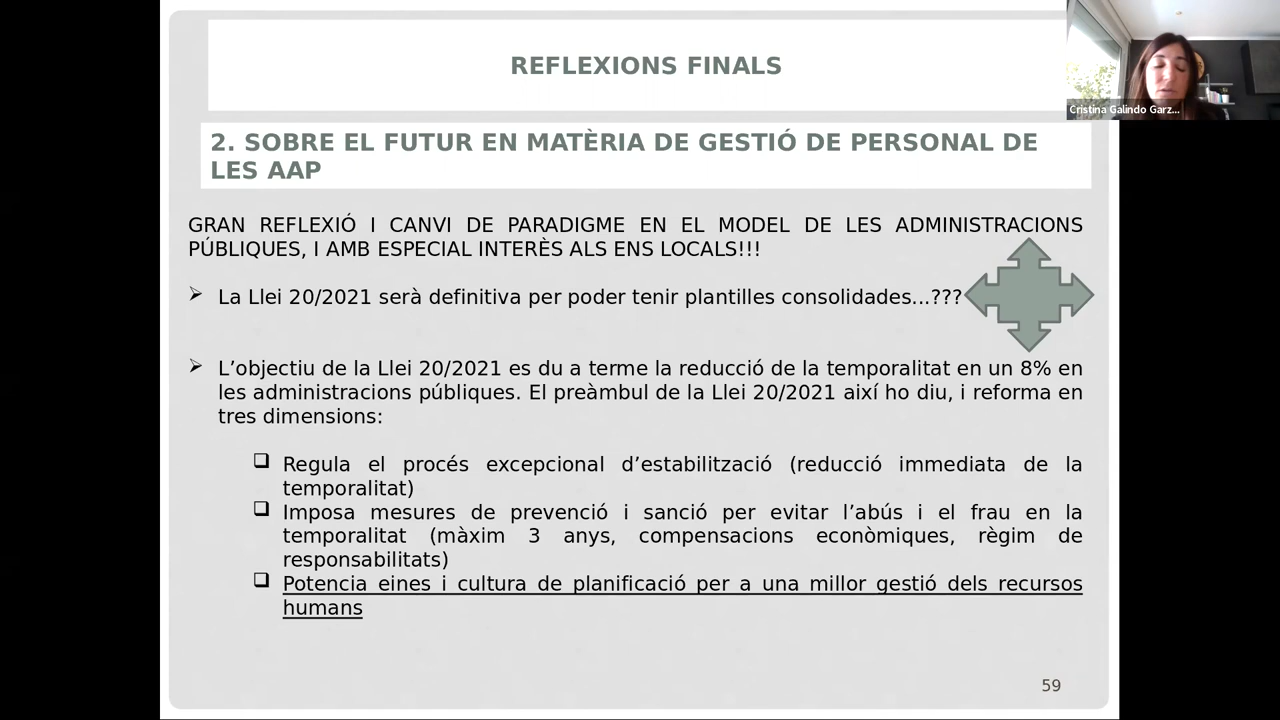 REFLEXIONS FINALS
Cristina Galindo Garz...
2. SOBRE EL FUTUR EN MATÈRIA DE GESTIÓ DE PERSONAL DE
LES AAP
GRAN REFLEXIÓ I CANVI DE PARADIGME EN EL MODEL DE LES ADMINISTRACIONS
PÚBLIQUES, I AMB ESPECIAL INTERÈS ALS ENS LOCALS!!!
La Llei 20/2021 serà definitiva per poder tenir plantilles consolidades...???
L’objectiu de la Llei 20/2021 es du a terme la reducció de la temporalitat en un 8% en
les administracions públiques. El preàmbul de la Llei 20/2021 així ho diu, i reforma en
tres dimensions:
Regula el procés excepcional d’estabilització (reducció immediata de la
temporalitat)
Imposa mesures de prevenció i sanció per evitar l’abús i el frau en la
temporalitat (màxim 3 anys, compensacions econòmiques, règim de
responsabilitats)
Potencia eines i cultura de planificació per a una millor gestió dels recursos
humans
59